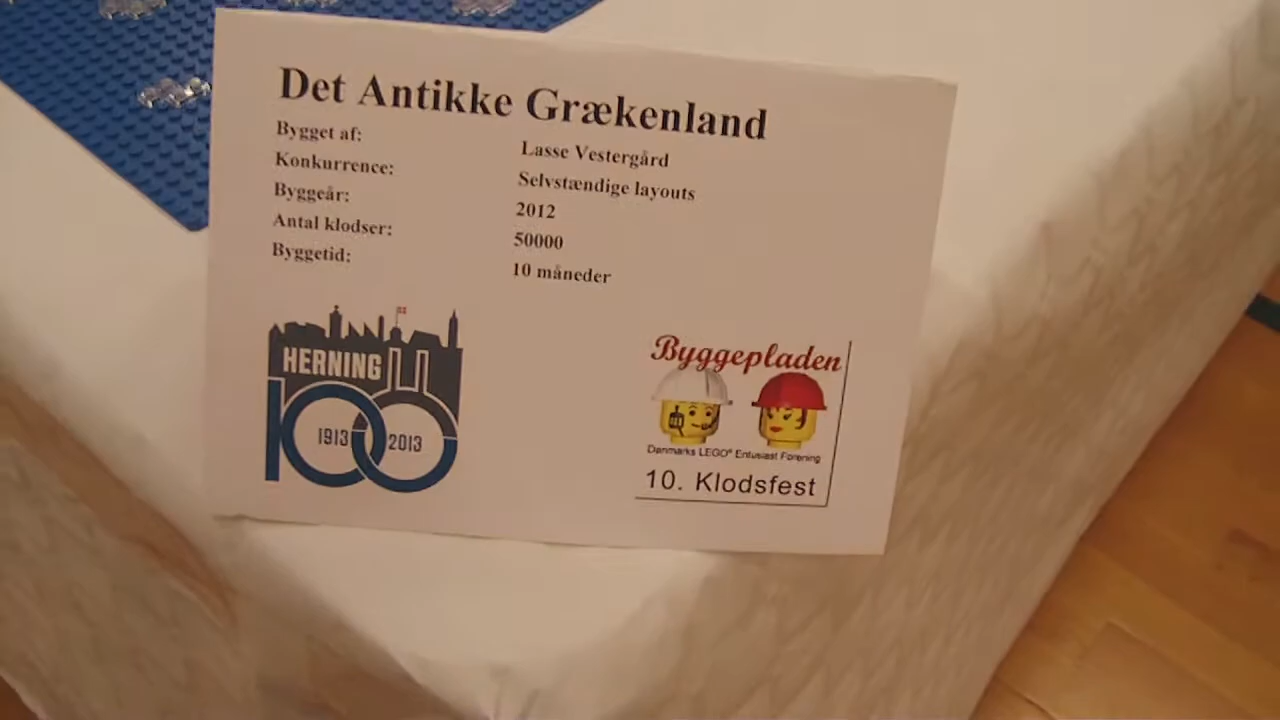 Det Antikke Grækenland
Bygget af: Lasse Vestergård
Konkurrence: Selvstændige layouts
Byggeår: 2012
Antal klodser: 50000
Byggetid: 10 måneder
HERNING
100
1913 2013
Byggepladen
Danmarks LEGO® Entusiast Forening
10. Klodsfest